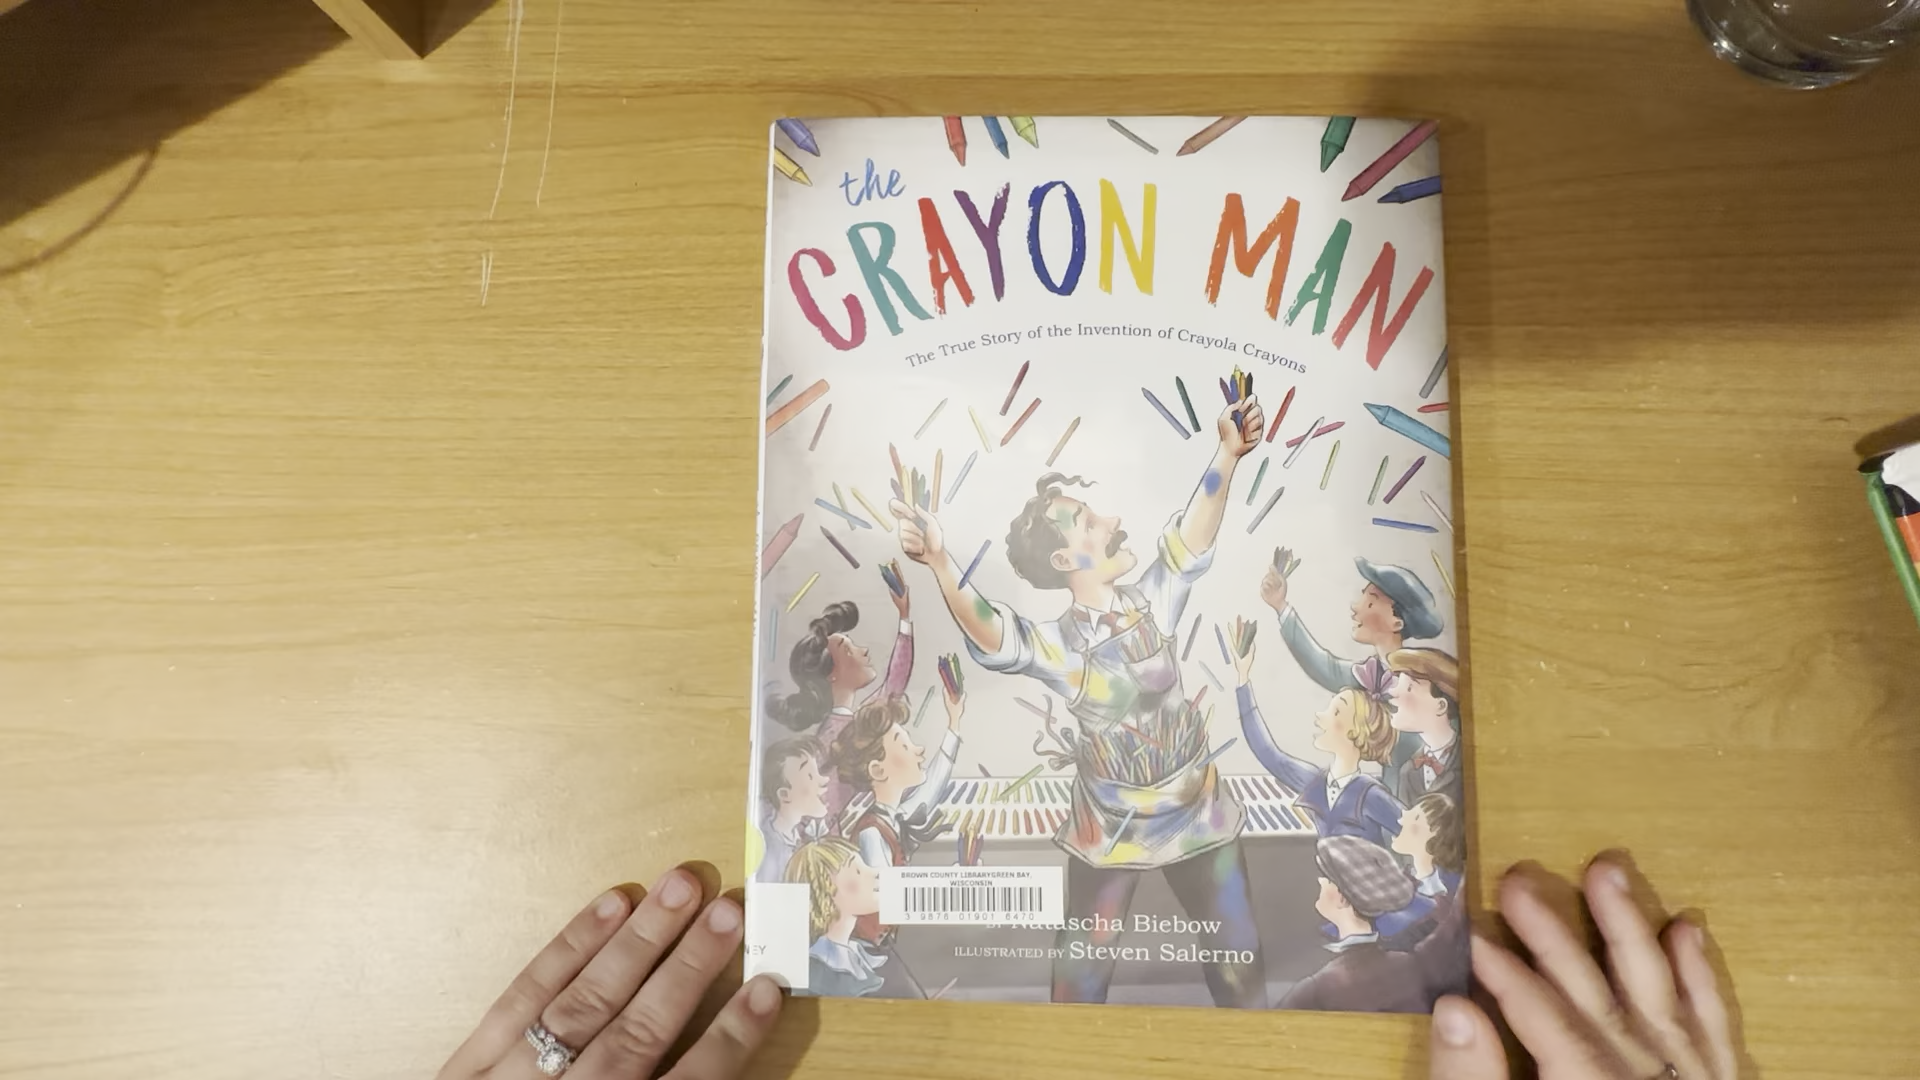 the
CRAYON MAN
The True Story of the Invention of Crayola Crayons
BROWN COUNTY LIBRARYGREEN BAY,
WISCONSIN
3 9878 01901 6470
Natascha Biebow
ILLUSTRATED BY Steven Salerno